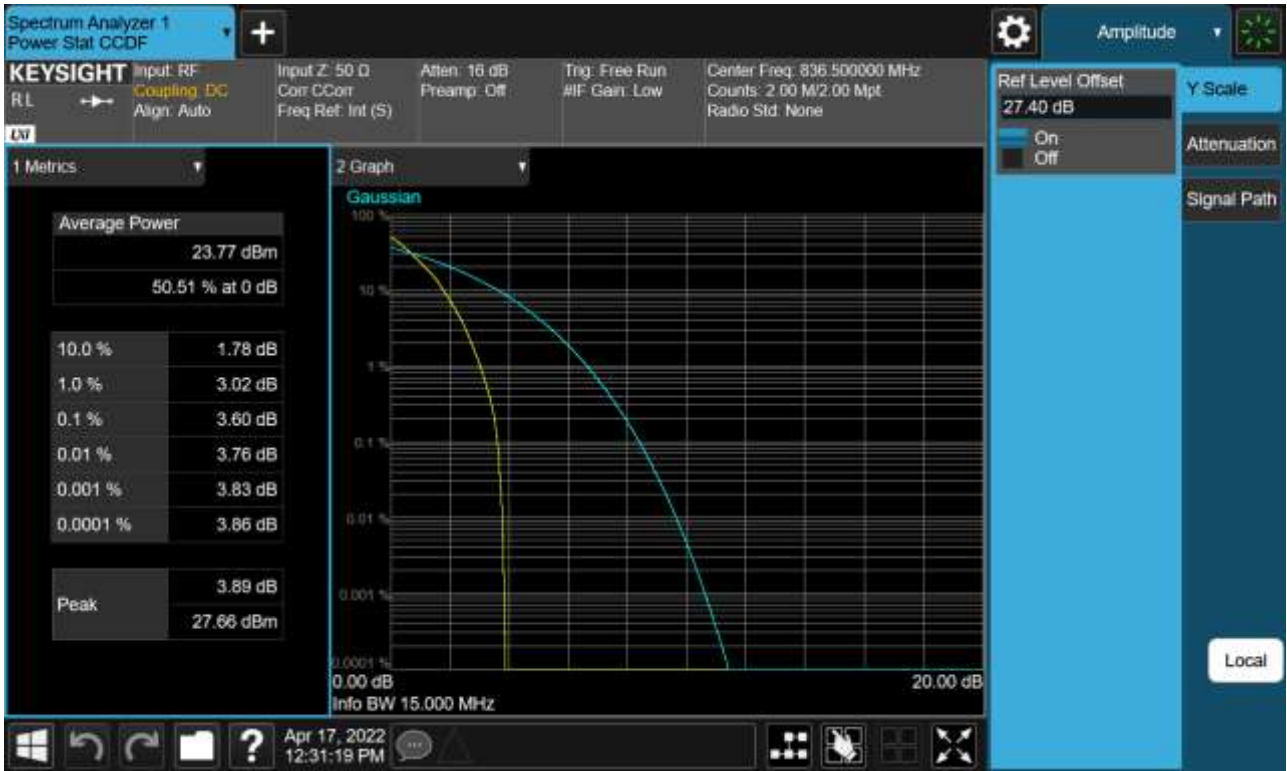 Spectrum Analyzer 1
Power Stat CCDF
Amplitude
KEYSIGHT
RL
LXI
Input: RF
Coupling: DC
Align: Auto
Input Z: 50 Ω
Corr CCorr
Freq Ref: Int (S)
Atten: 16 dB
Preamp: Off
Trig: Free Run
#IF Gain: Low
Center Freq: 836.500000 MHz
Counts: 2.00 M/2.00 Mpt
Radio Std: None
Ref Level Offset
27.40 dB
On
Off
Y Scale
Attenuation
Signal Path
1 Metrics
Average Power
23.77 dBm
50.51 % at 0 dB
10.0 % 1.78 dB
1.0 % 3.02 dB
0.1 % 3.60 dB
0.01 % 3.76 dB
0.001 % 3.83 dB
0.0001 % 3.86 dB
Peak
3.89 dB
27.66 dBm
2 Graph
Gaussian
100 %
10 %
1 %
0.1 %
0.01 %
0.001 %
0.0001 %
0.00 dB 20.00 dB
Info BW 15.000 MHz
Local
?
Apr 17, 2022
12:31:19 PM